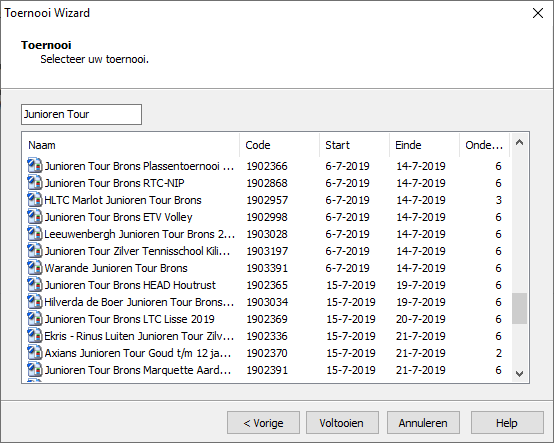 Toernooi Wizard
Toernooi
Selecteer uw toernooi.
Junioren Tour
Naam Code Start Einde Onde...
Junioren Tour Brons Plassentoernooi ... 1902366 6-7-2019 14-7-2019 6
Junioren Tour Brons RTC-NIP 1902868 6-7-2019 14-7-2019 6
HLTC Marlot Junioren Tour Brons 1902957 6-7-2019 14-7-2019 3
Junioren Tour Brons ETV Volley 1902998 6-7-2019 14-7-2019 6
Leeuwenbergh Junioren Tour Brons 2... 1903028 6-7-2019 14-7-2019 6
Junioren Tour Zilver Tennisschool Kili... 1903197 6-7-2019 14-7-2019 6
Warande Junioren Tour Brons 1903391 6-7-2019 14-7-2019 6
Junioren Tour Brons HEAD Houtrust 1902365 15-7-2019 19-7-2019 6
Hilverda de Boer Junioren Tour Brons... 1903034 15-7-2019 19-7-2019 6
Junioren Tour Brons LTC Lisse 2019 1902369 15-7-2019 20-7-2019 6
Ekris - Rinus Luiten Junioren Tour Zilv... 1902336 15-7-2019 21-7-2019 6
Axians Junioren Tour Goud t/m 12 ja... 1902370 15-7-2019 21-7-2019 2
Junioren Tour Brons Marquette Aard... 1902391 15-7-2019 21-7-2019 6
< Vorige Voltooien Annuleren Help